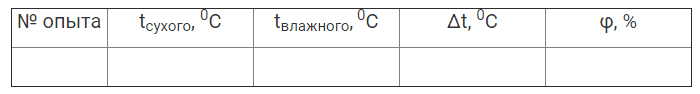 № опыта tсухого, ⁰С tвлажного, ⁰С Δt, ⁰С φ, %